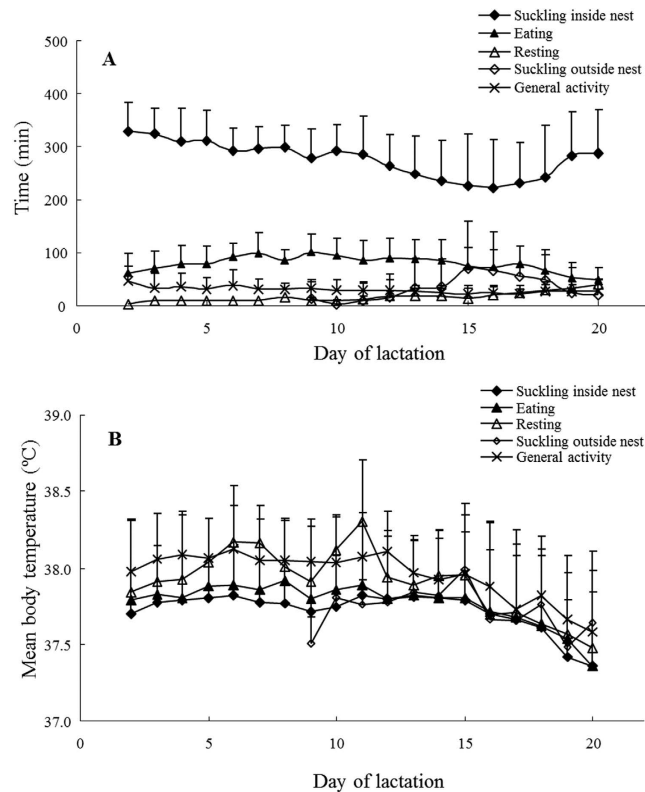 Suckling inside nest
Eating
Resting
Suckling outside nest
General activity
A
500
400
300
200
100
0
Time (min)
0 5 10 15 20
Day of lactation
Suckling inside nest
Eating
Resting
Suckling outside nest
General activity
B
39.0
38.5
38.0
37.5
37.0
Mean body temperature (ºC)
0 5 10 15 20
Day of lactation